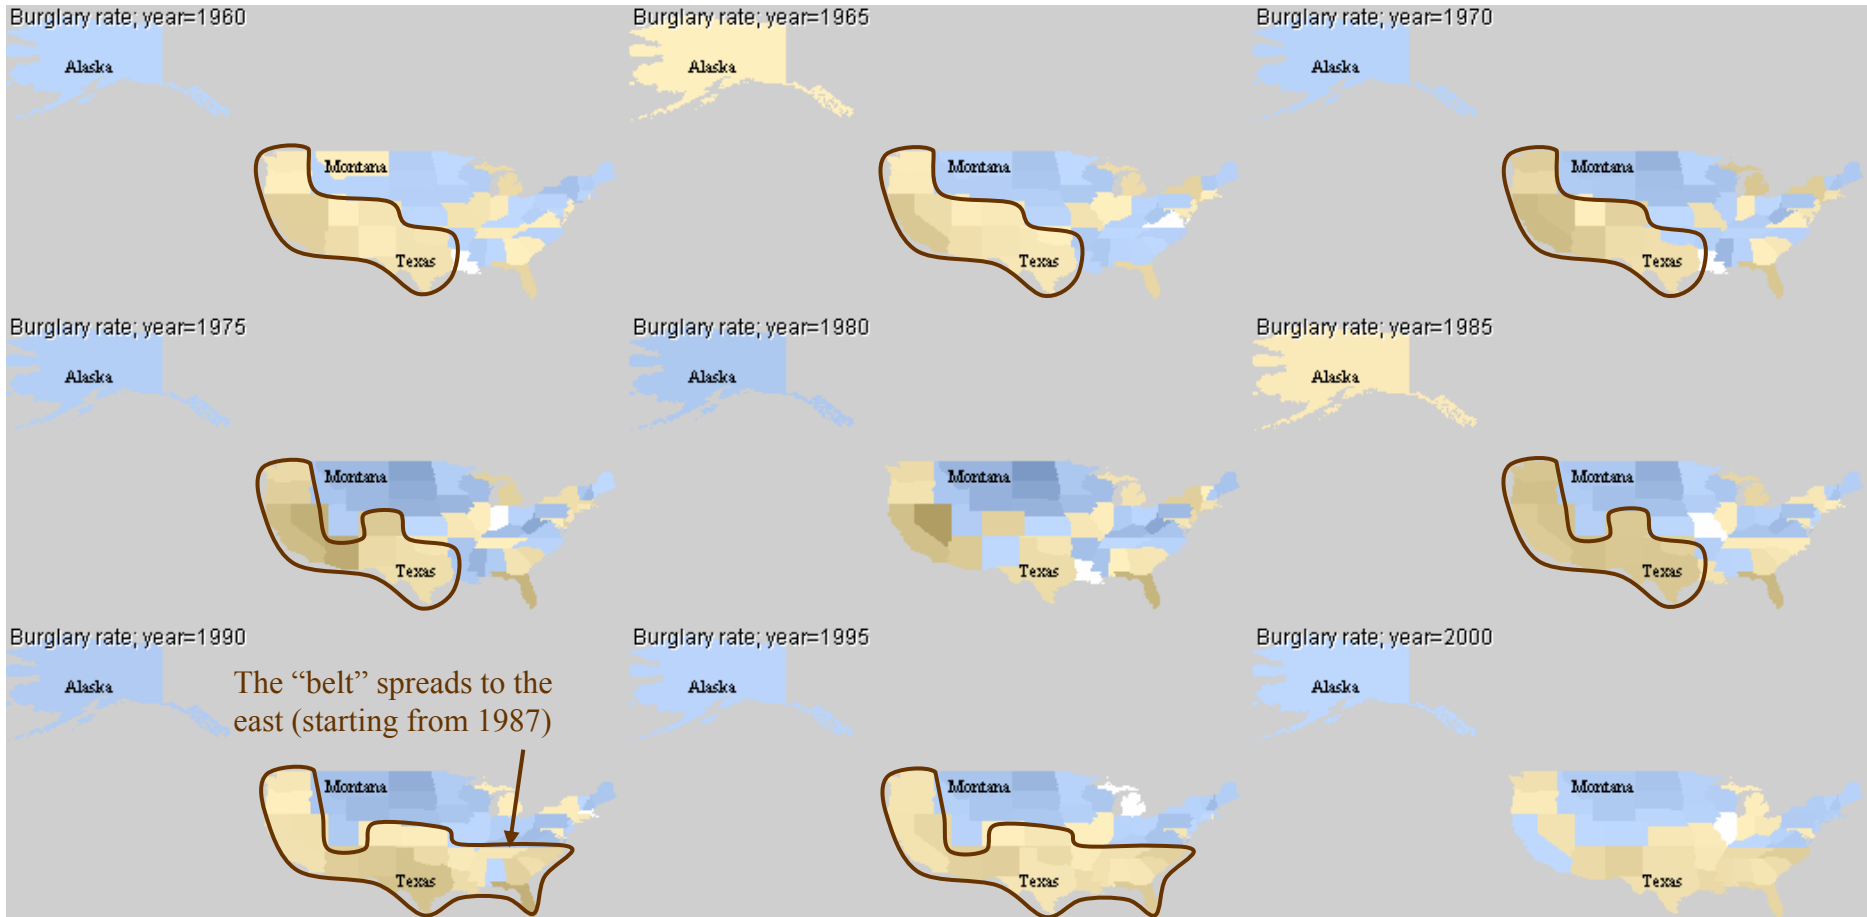 Burglary rate; year=1960
Alaska
Montana
Texas
Burglary rate; year=1965
Alaska
Montana
Texas
Burglary rate; year=1970
Alaska
Montana
Texas
Burglary rate; year=1975
Alaska
Montana
Texas
Burglary rate; year=1980
Alaska
Montana
Texas
Burglary rate; year=1985
Alaska
Montana
Texas
Burglary rate; year=1990
Alaska
The “belt” spreads to the
east (starting from 1987)
Montana
Texas
Burglary rate; year=1995
Alaska
Montana
Texas
Burglary rate; year=2000
Alaska
Montana
Texas